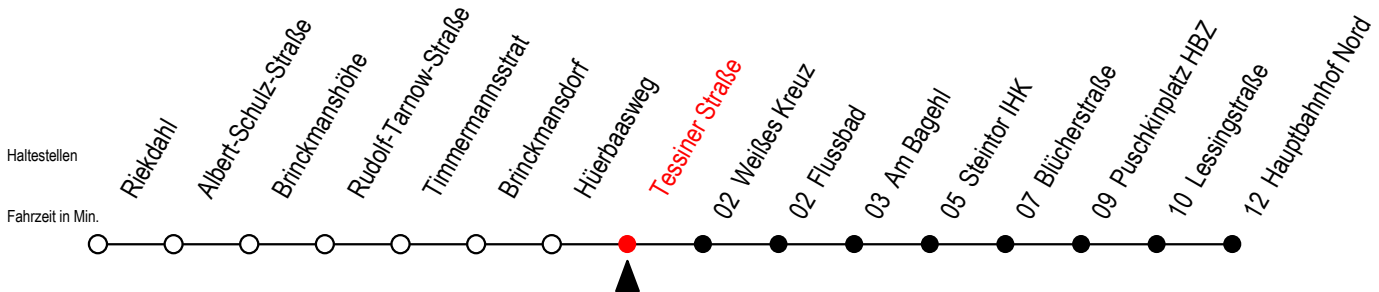 Haltestellen
Fahrzeit in Min.
Riekdahl
Albert-Schulz-Straße
Brinckmanshöhe
Rudolf-Tarnow-Straße
Timmermannsstrat
Brinckmansdorf
Hüerbaasweg
Tessiner Straße
02 Weißes Kreuz
02 Flussbad
03 Am Bagehl
05 Steintor IHK
07 Blücherstraße
09 Puschkinplatz HBZ
10 Lessingstraße
12 Hauptbahnhof Nord